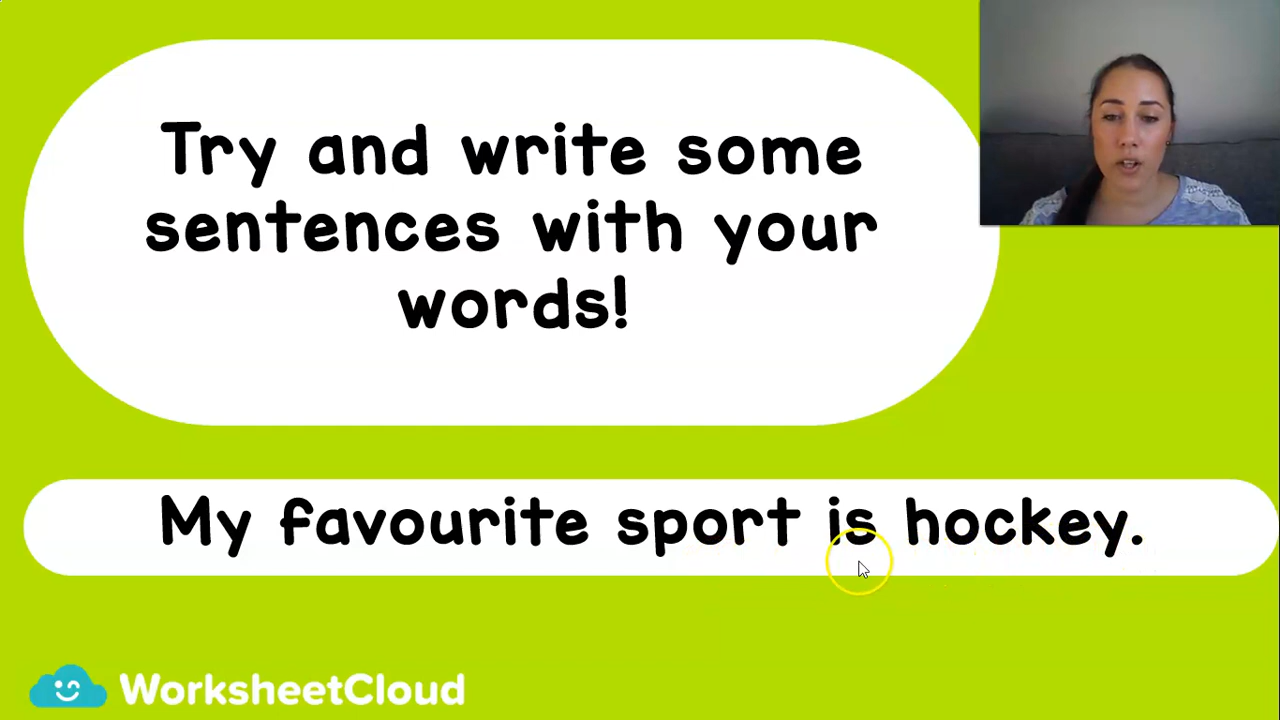 Try and write some
sentences with your
words!
My favourite sport is hockey.
WorksheetCloud